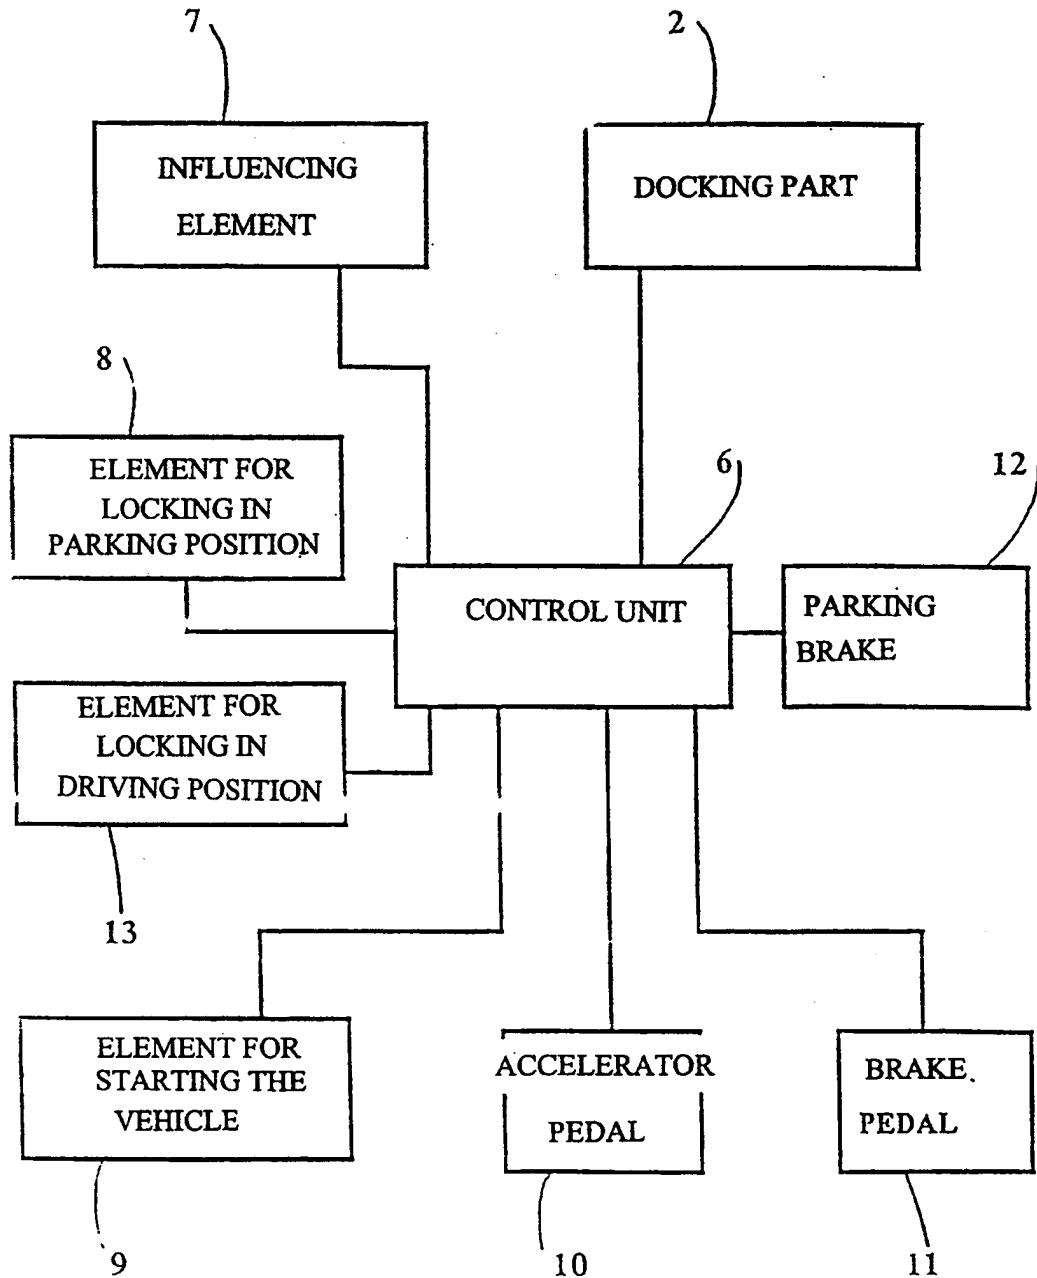 7
2
INFLUENCING
ELEMENT
DOCKING PART
8
ELEMENT FOR
LOCKING IN
PARKING POSITION
6
12
CONTROL UNIT
PARKING
BRAKE
ELEMENT FOR
LOCKING IN
DRIVING POSITION
13
ELEMENT FOR
STARTING THE
VEHICLE
ACCELERATOR
PEDAL
BRAKE
PEDAL
9
10
11